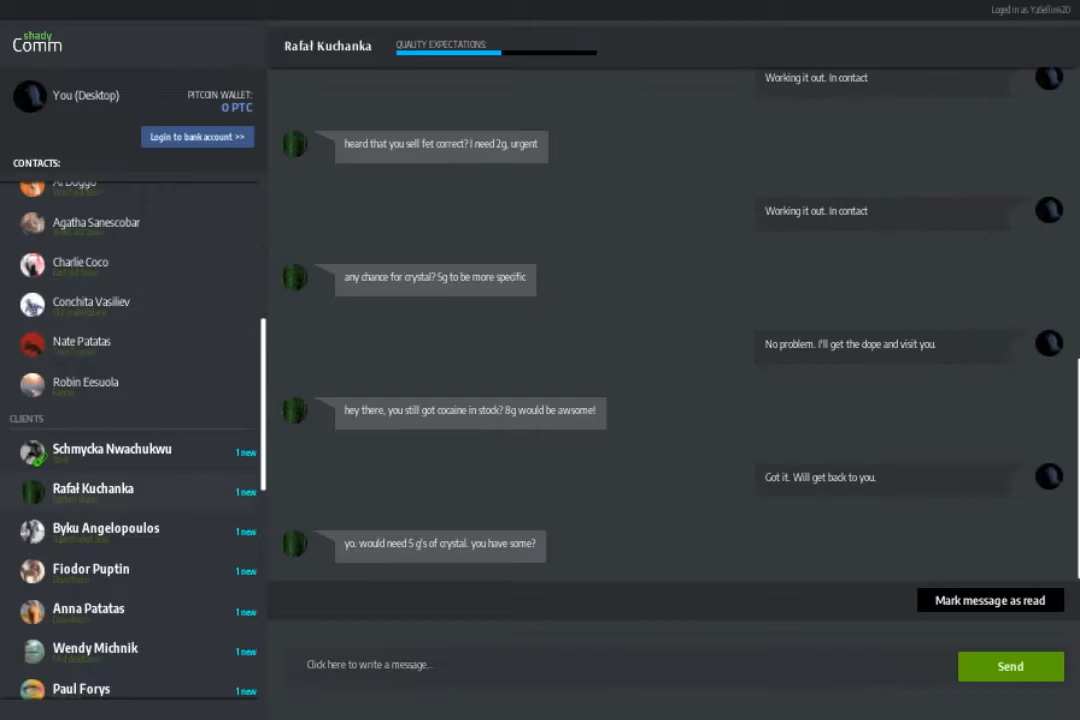 Loged in as YaSellin420
shady
Comm
You (Desktop)
PITCOIN WALLET:
0 PTC
Login to bank account >>
CONTACTS:
Al Doggo
Agatha Sanescobar
Charlie Coco
Conchita Vasiliev
Nate Patatas
Robin Eesuola
CLIENTS
Schmycka Nwachukwu
1 new
Rafał Kuchanka
1 new
Byku Angelopoulos
1 new
Fiodor Puptin
1 new
Anna Patatas
1 new
Wendy Michnik
1 new
Paul Forys
1 new
Rafał Kuchanka
QUALITY EXPECTATIONS:
Working it out. In contact
heard that you sell fet correct? I need 2g, urgent
Working it out. In contact
any chance for crystal? 5g to be more specific
No problem. I'll get the dope and visit you.
hey there, you still got cocaine in stock? 8g would be awsome!
Got it. Will get back to you.
yo. would need 5 g's of crystal. you have some?
Mark message as read
Click here to write a message...
Send